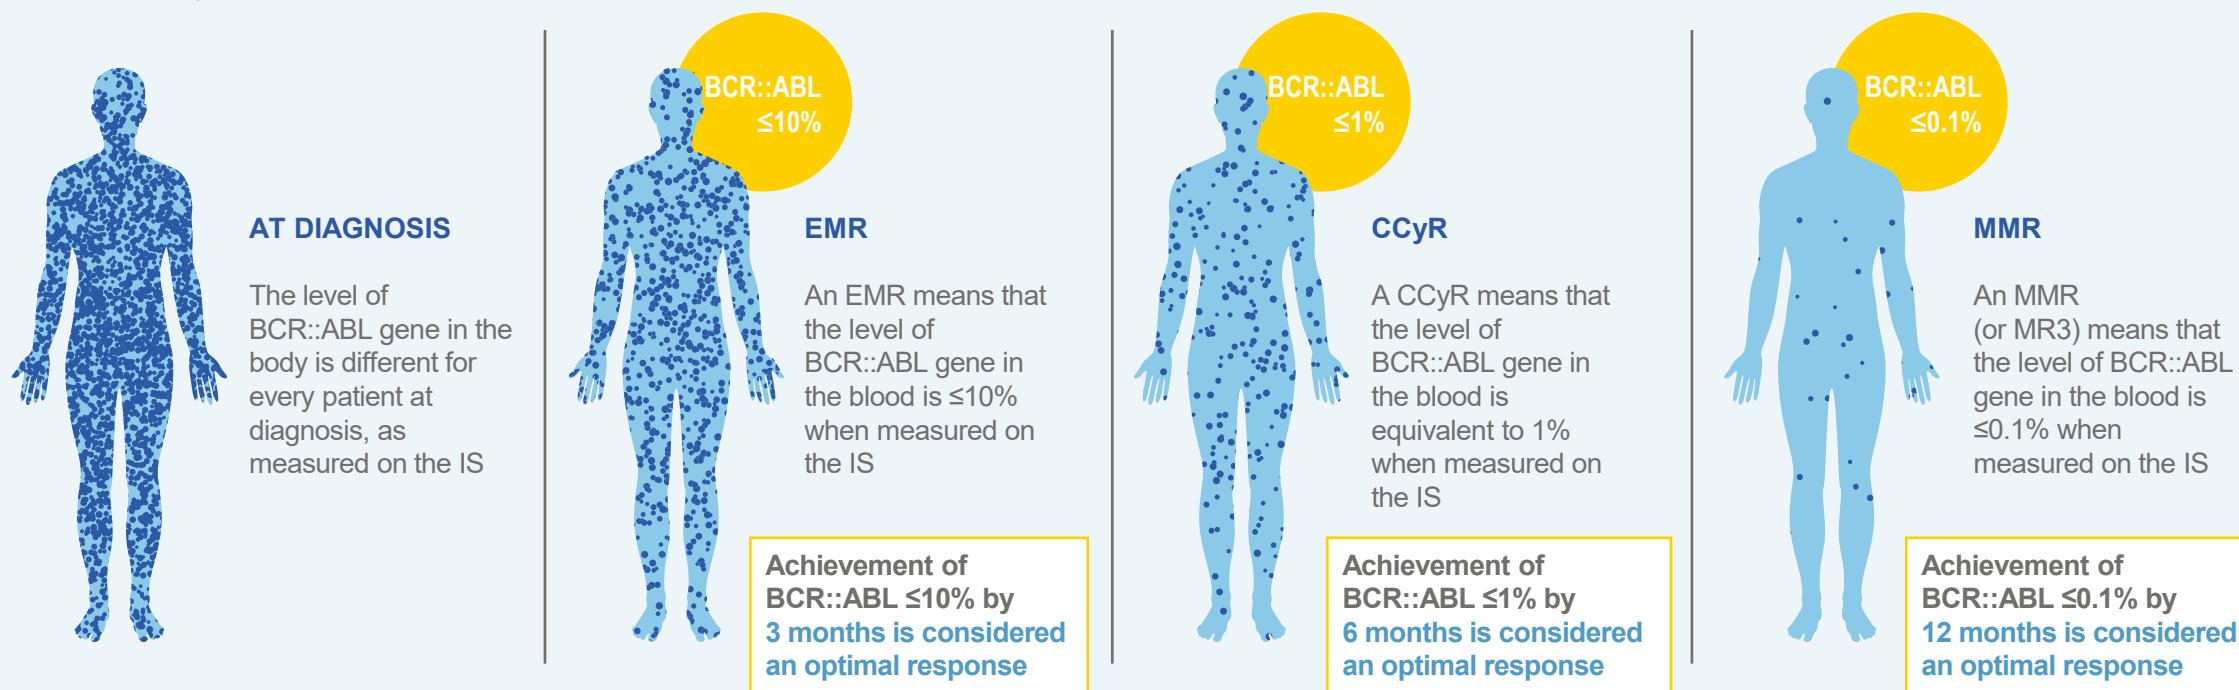 AT DIAGNOSIS
The level of
BCR::ABL gene in the
body is different for
every patient at
diagnosis, as
measured on the IS
BCR::ABL
≤10%
EMR
An EMR means that
the level of
BCR::ABL gene in
the blood is ≤10%
when measured on
the IS
Achievement of
BCR::ABL ≤10% by
3 months is considered
an optimal response
BCR::ABL
≤1%
CCyR
A CCyR means that
the level of
BCR::ABL gene in
the blood is
equivalent to 1%
when measured on
the IS
Achievement of
BCR::ABL ≤1% by
6 months is considered
an optimal response
BCR::ABL
≤0.1%
MMR
An MMR
(or MR3) means that
the level of BCR::ABL
gene in the blood is
≤0.1% when
measured on the IS
Achievement of
BCR::ABL ≤0.1% by
12 months is considered
an optimal response